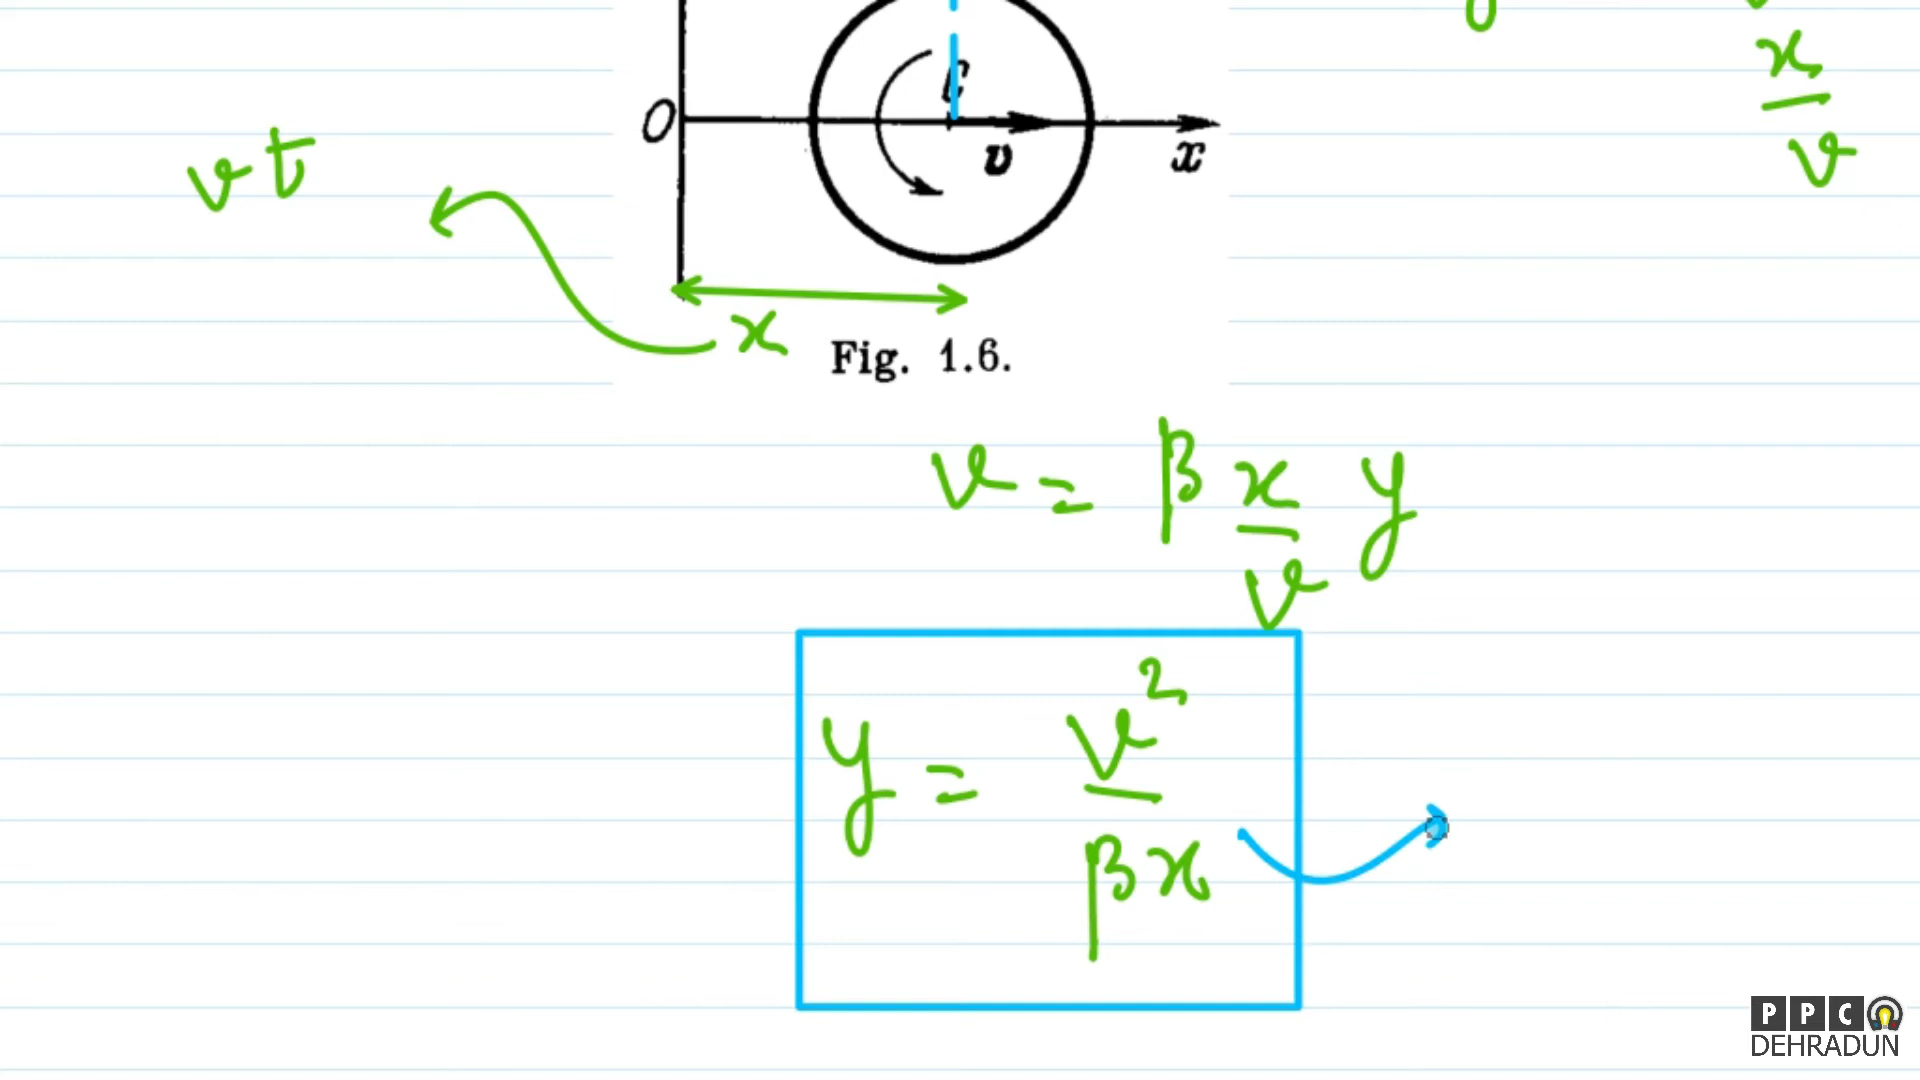 x
v
O
C
v
x
vt
x
Fig. 1.6.
v = β x/v y
y = v²/βx
PPC
DEHRADUN